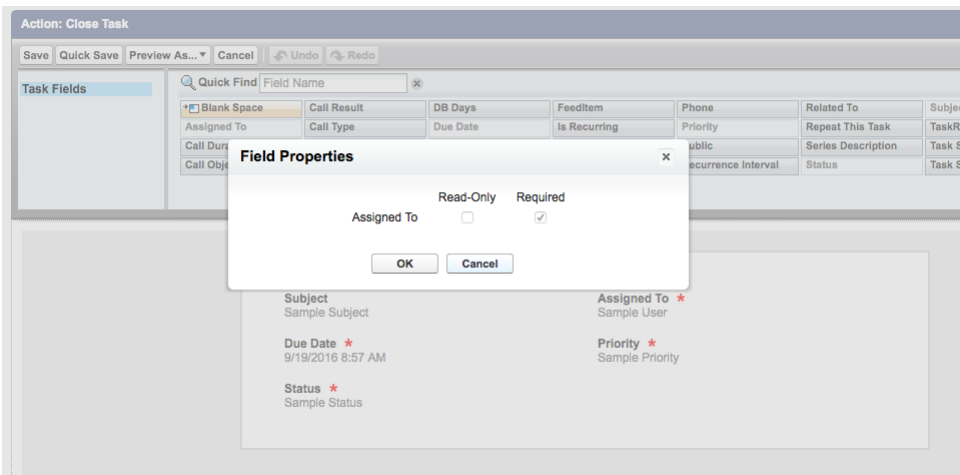 Action: Close Task
Save Quick Save Preview As... Cancel Undo Redo
Task Fields
Quick Find Field Name
Blank Space Call Result DB Days FeedItem Phone Related To
Assigned To Call Type Due Date Is Recurring Priority Repeat This Task
Series Description Task S
Interval Status Task S
Field Properties
Read-Only Required
Assigned To
OK Cancel
Subject Assigned To *
Sample Subject Sample User
Due Date * Priority *
9/19/2016 8:57 AM Sample Priority
Status *
Sample Status